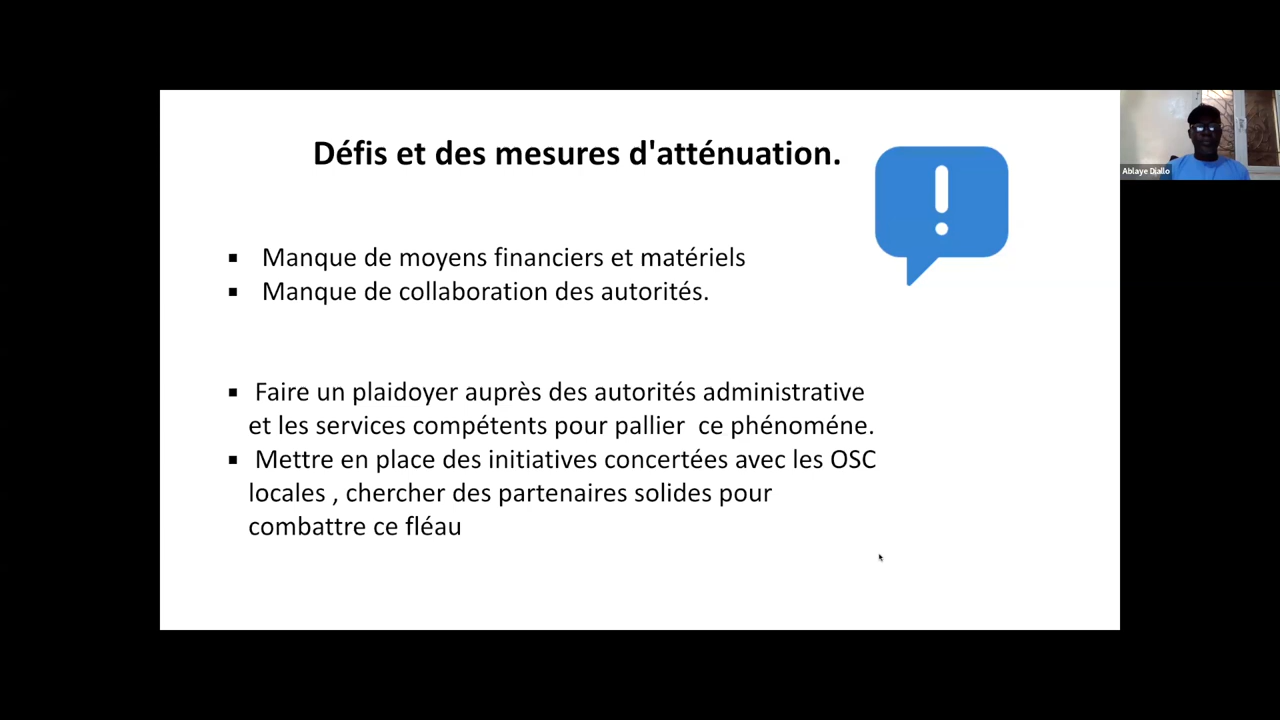 Défis et des mesures d'atténuation.
▪ Manque de moyens financiers et matériels
▪ Manque de collaboration des autorités.
▪ Faire un plaidoyer auprès des autorités administrative
et les services compétents pour pallier  ce phénoméne.
▪ Mettre en place des initiatives concertées avec les OSC
locales , chercher des partenaires solides pour
combattre ce fléau
Ablaye Diallo